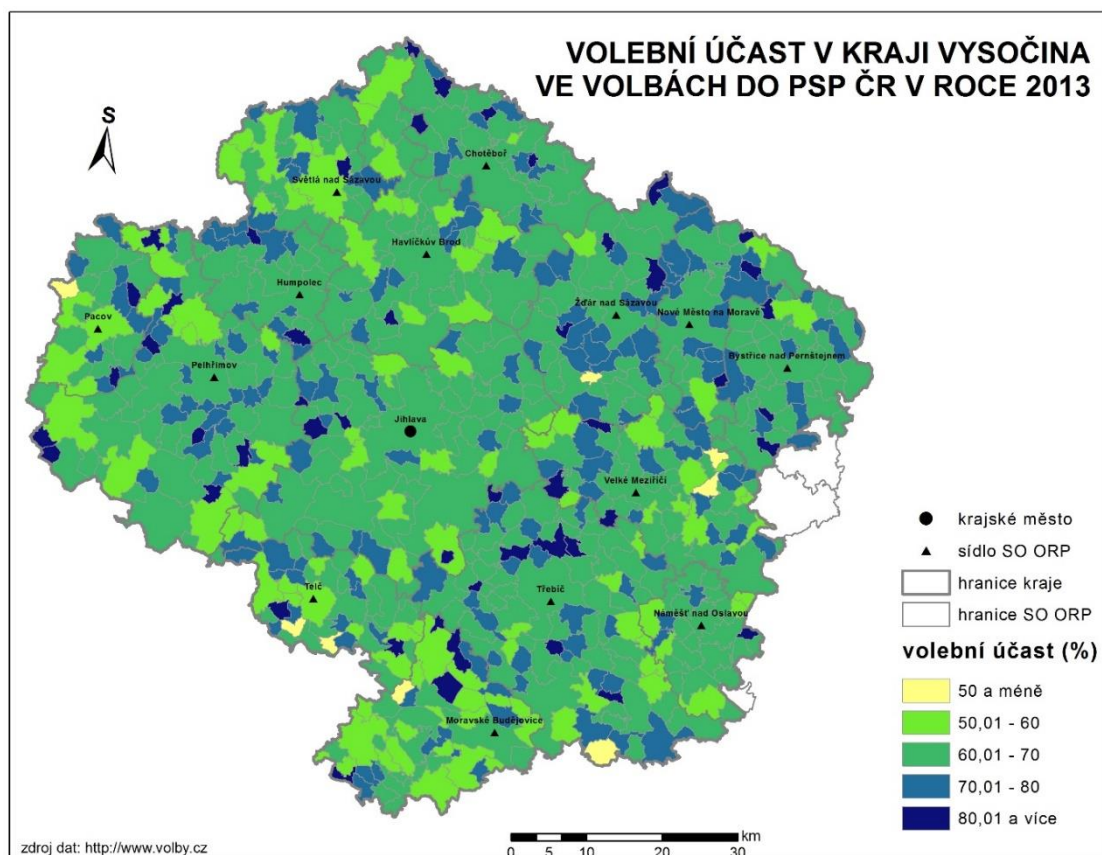 VOLEBNÍ ÚČAST V KRAJI VYSOČINA
VE VOLBÁCH DO PSP ČR V ROCE 2013
S
Chotěboř
Světlá nad Sázavou
Havlíčkův Brod
Humpolec
Pacov
Žďár nad Sázavou
Nové Město na Moravě
Bystřice nad Pernštejnem
Pelhřimov
Jihlava
Velké Meziříčí
Telč
Třebíč
Náměšť nad Oslavou
Moravské Budějovice
krajské město
sídlo SO ORP
hranice kraje
hranice SO ORP
volební účast (%)
50 a méně
50,01 - 60
60,01 - 70
70,01 - 80
80,01 a více
km
0 5 10 20 30
zdroj dat: http://www.volby.cz